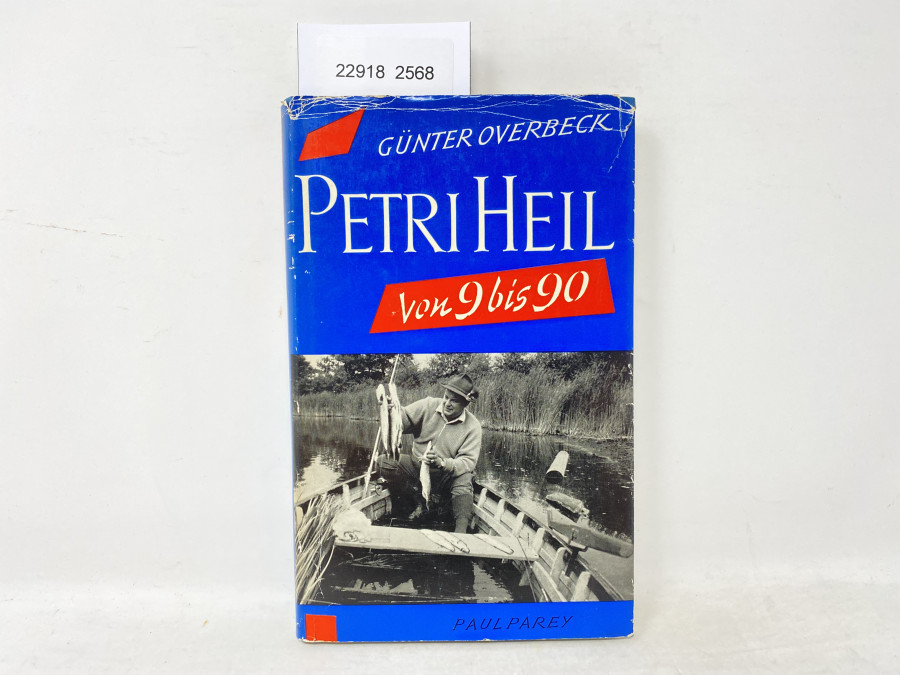 22918 2568
GÜNTER OVERBECK
PETRI HEIL
von 9 bis 90
PAUL PAREY